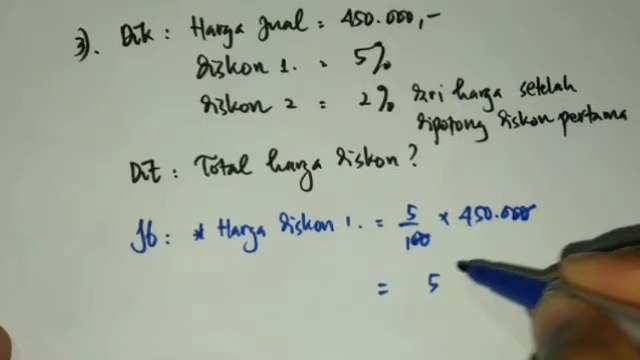 3). Dik : Harga Jual = 450.000,-
Diskon 1. = 5%
Diskon 2 = 2% dari harga setelah
dipotong diskon pertama
Dit : Total harga diskon ?
Jb : * Harga diskon 1. = 5/100 × 450.000
= 5